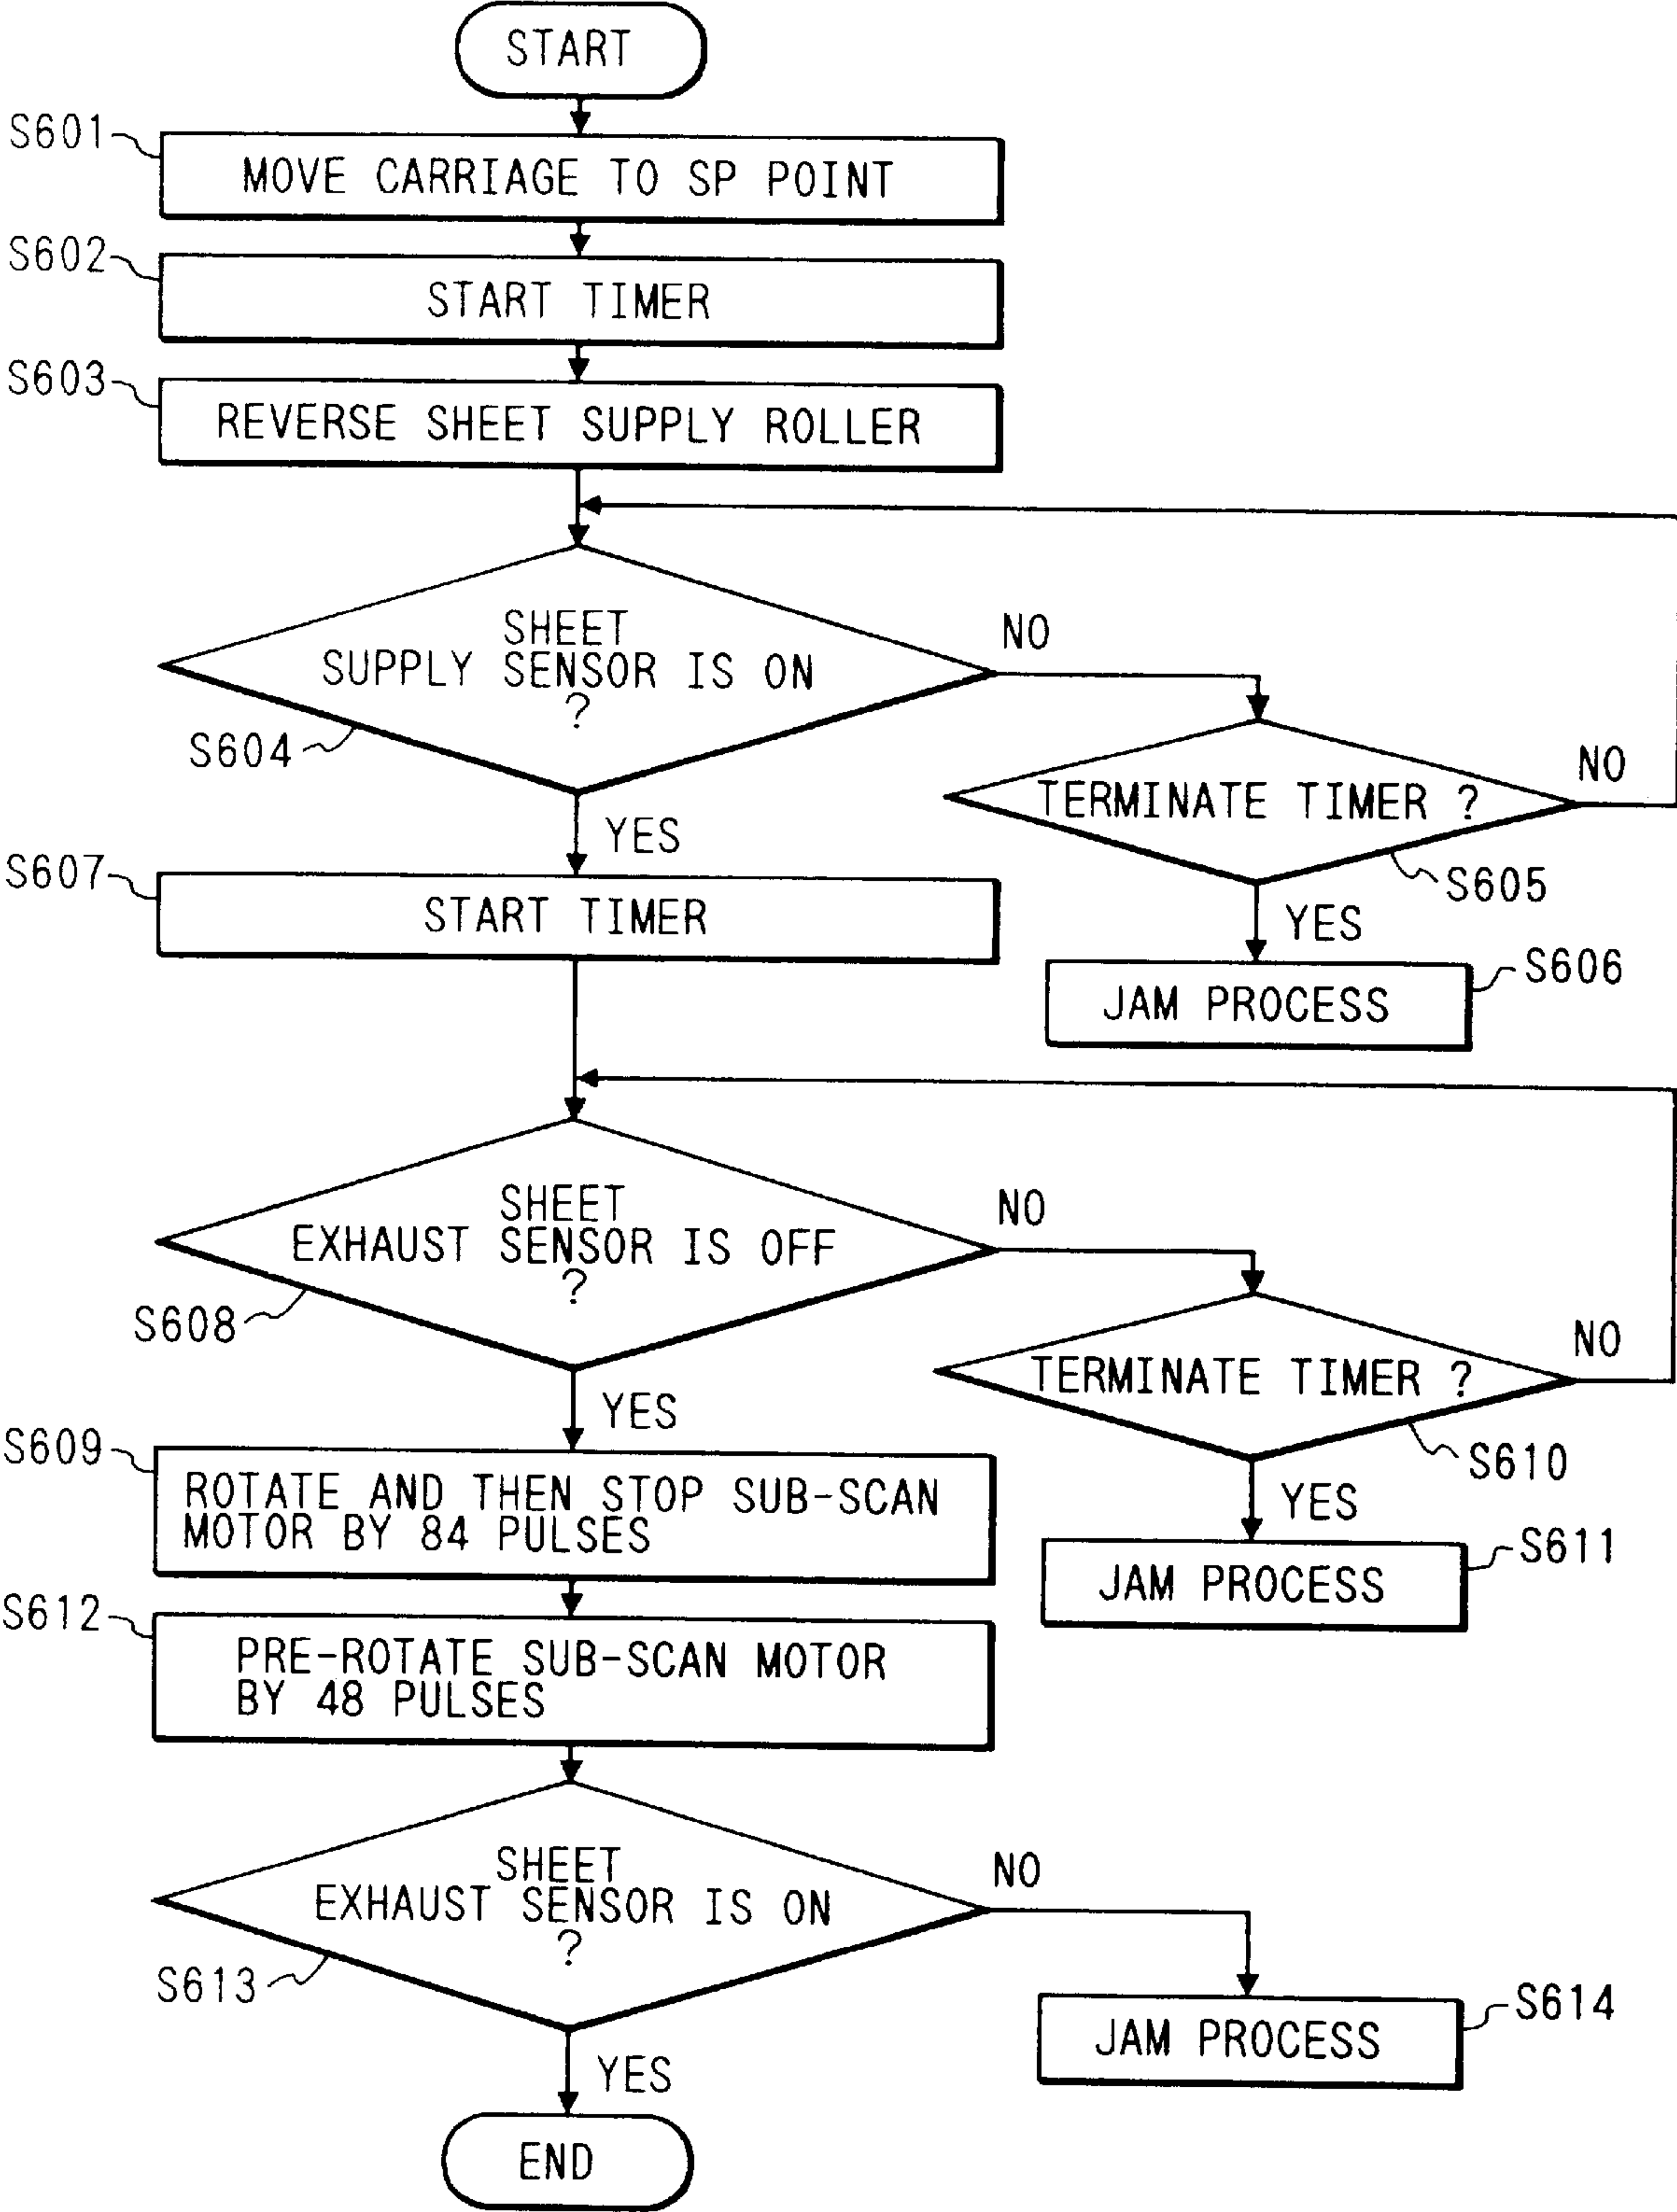 START
S601
MOVE CARRIAGE TO SP POINT
S602
START TIMER
S603
REVERSE SHEET SUPPLY ROLLER
SHEET
SUPPLY SENSOR IS ON
?
S604
NO
TERMINATE TIMER ?
NO
S605
YES
YES
S606
JAM PROCESS
S607
START TIMER
SHEET
EXHAUST SENSOR IS OFF
?
S608
NO
TERMINATE TIMER ?
NO
S610
YES
YES
S611
JAM PROCESS
S609
ROTATE AND THEN STOP SUB-SCAN
MOTOR BY 84 PULSES
S612
PRE-ROTATE SUB-SCAN MOTOR
BY 48 PULSES
SHEET
EXHAUST SENSOR IS ON
?
S613
NO
S614
JAM PROCESS
YES
END